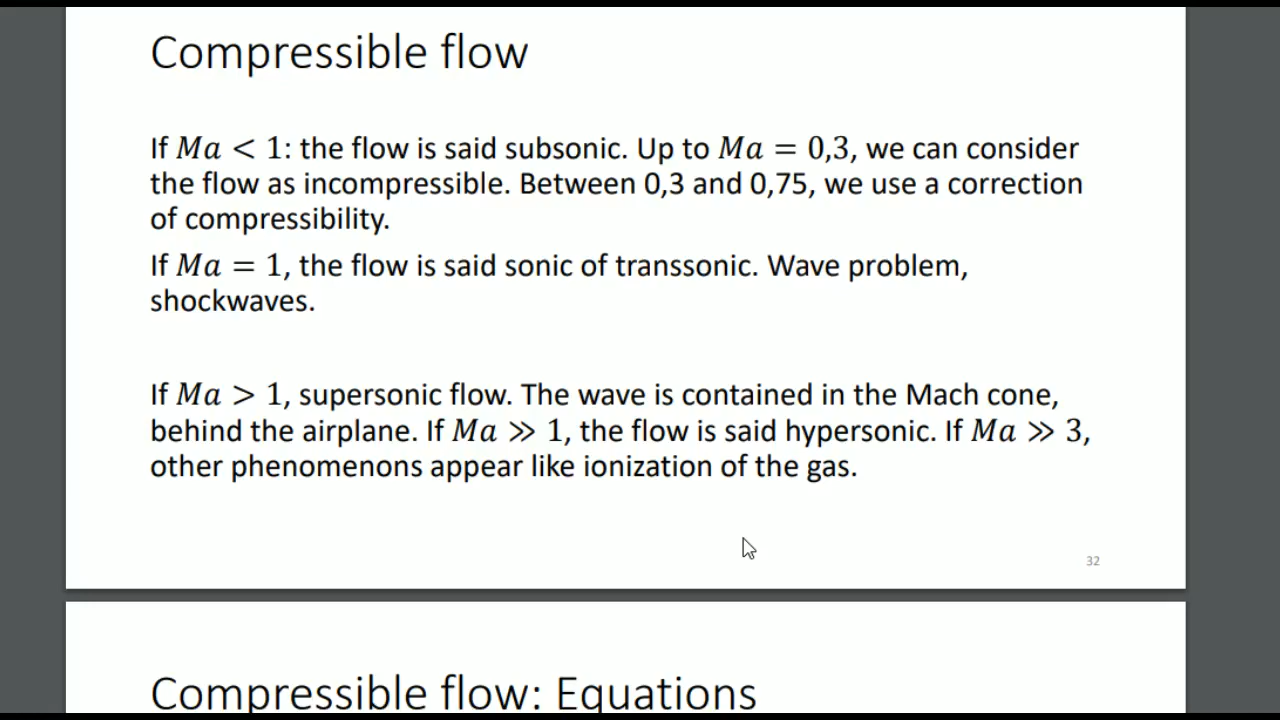 Compressible flow
If Ma < 1: the flow is said subsonic. Up to Ma = 0,3, we can consider
the flow as incompressible. Between 0,3 and 0,75, we use a correction
of compressibility.
If Ma = 1, the flow is said sonic of transsonic. Wave problem,
shockwaves.
If Ma > 1, supersonic flow. The wave is contained in the Mach cone,
behind the airplane. If Ma ≫ 1, the flow is said hypersonic. If Ma ≫ 3,
other phenomenons appear like ionization of the gas.
32
Compressible flow: Equations